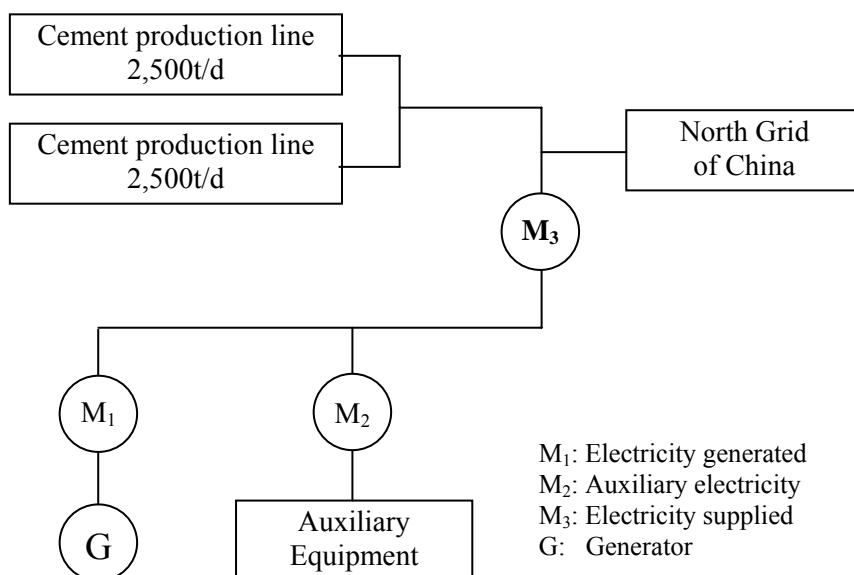 Cement production line
2,500t/d
Cement production line
2,500t/d
North Grid
of China
M₃
M₁
M₂
G
Auxiliary
Equipment
M₁: Electricity generated
M₂: Auxiliary electricity
M₃: Electricity supplied
G: Generator